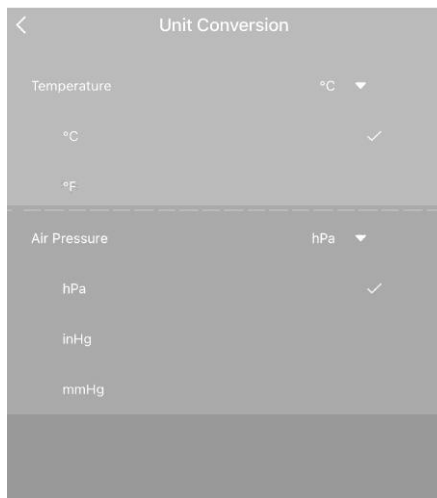 Unit Conversion
Temperature °C
°C
°F
Air Pressure hPa
hPa
inHg
mmHg